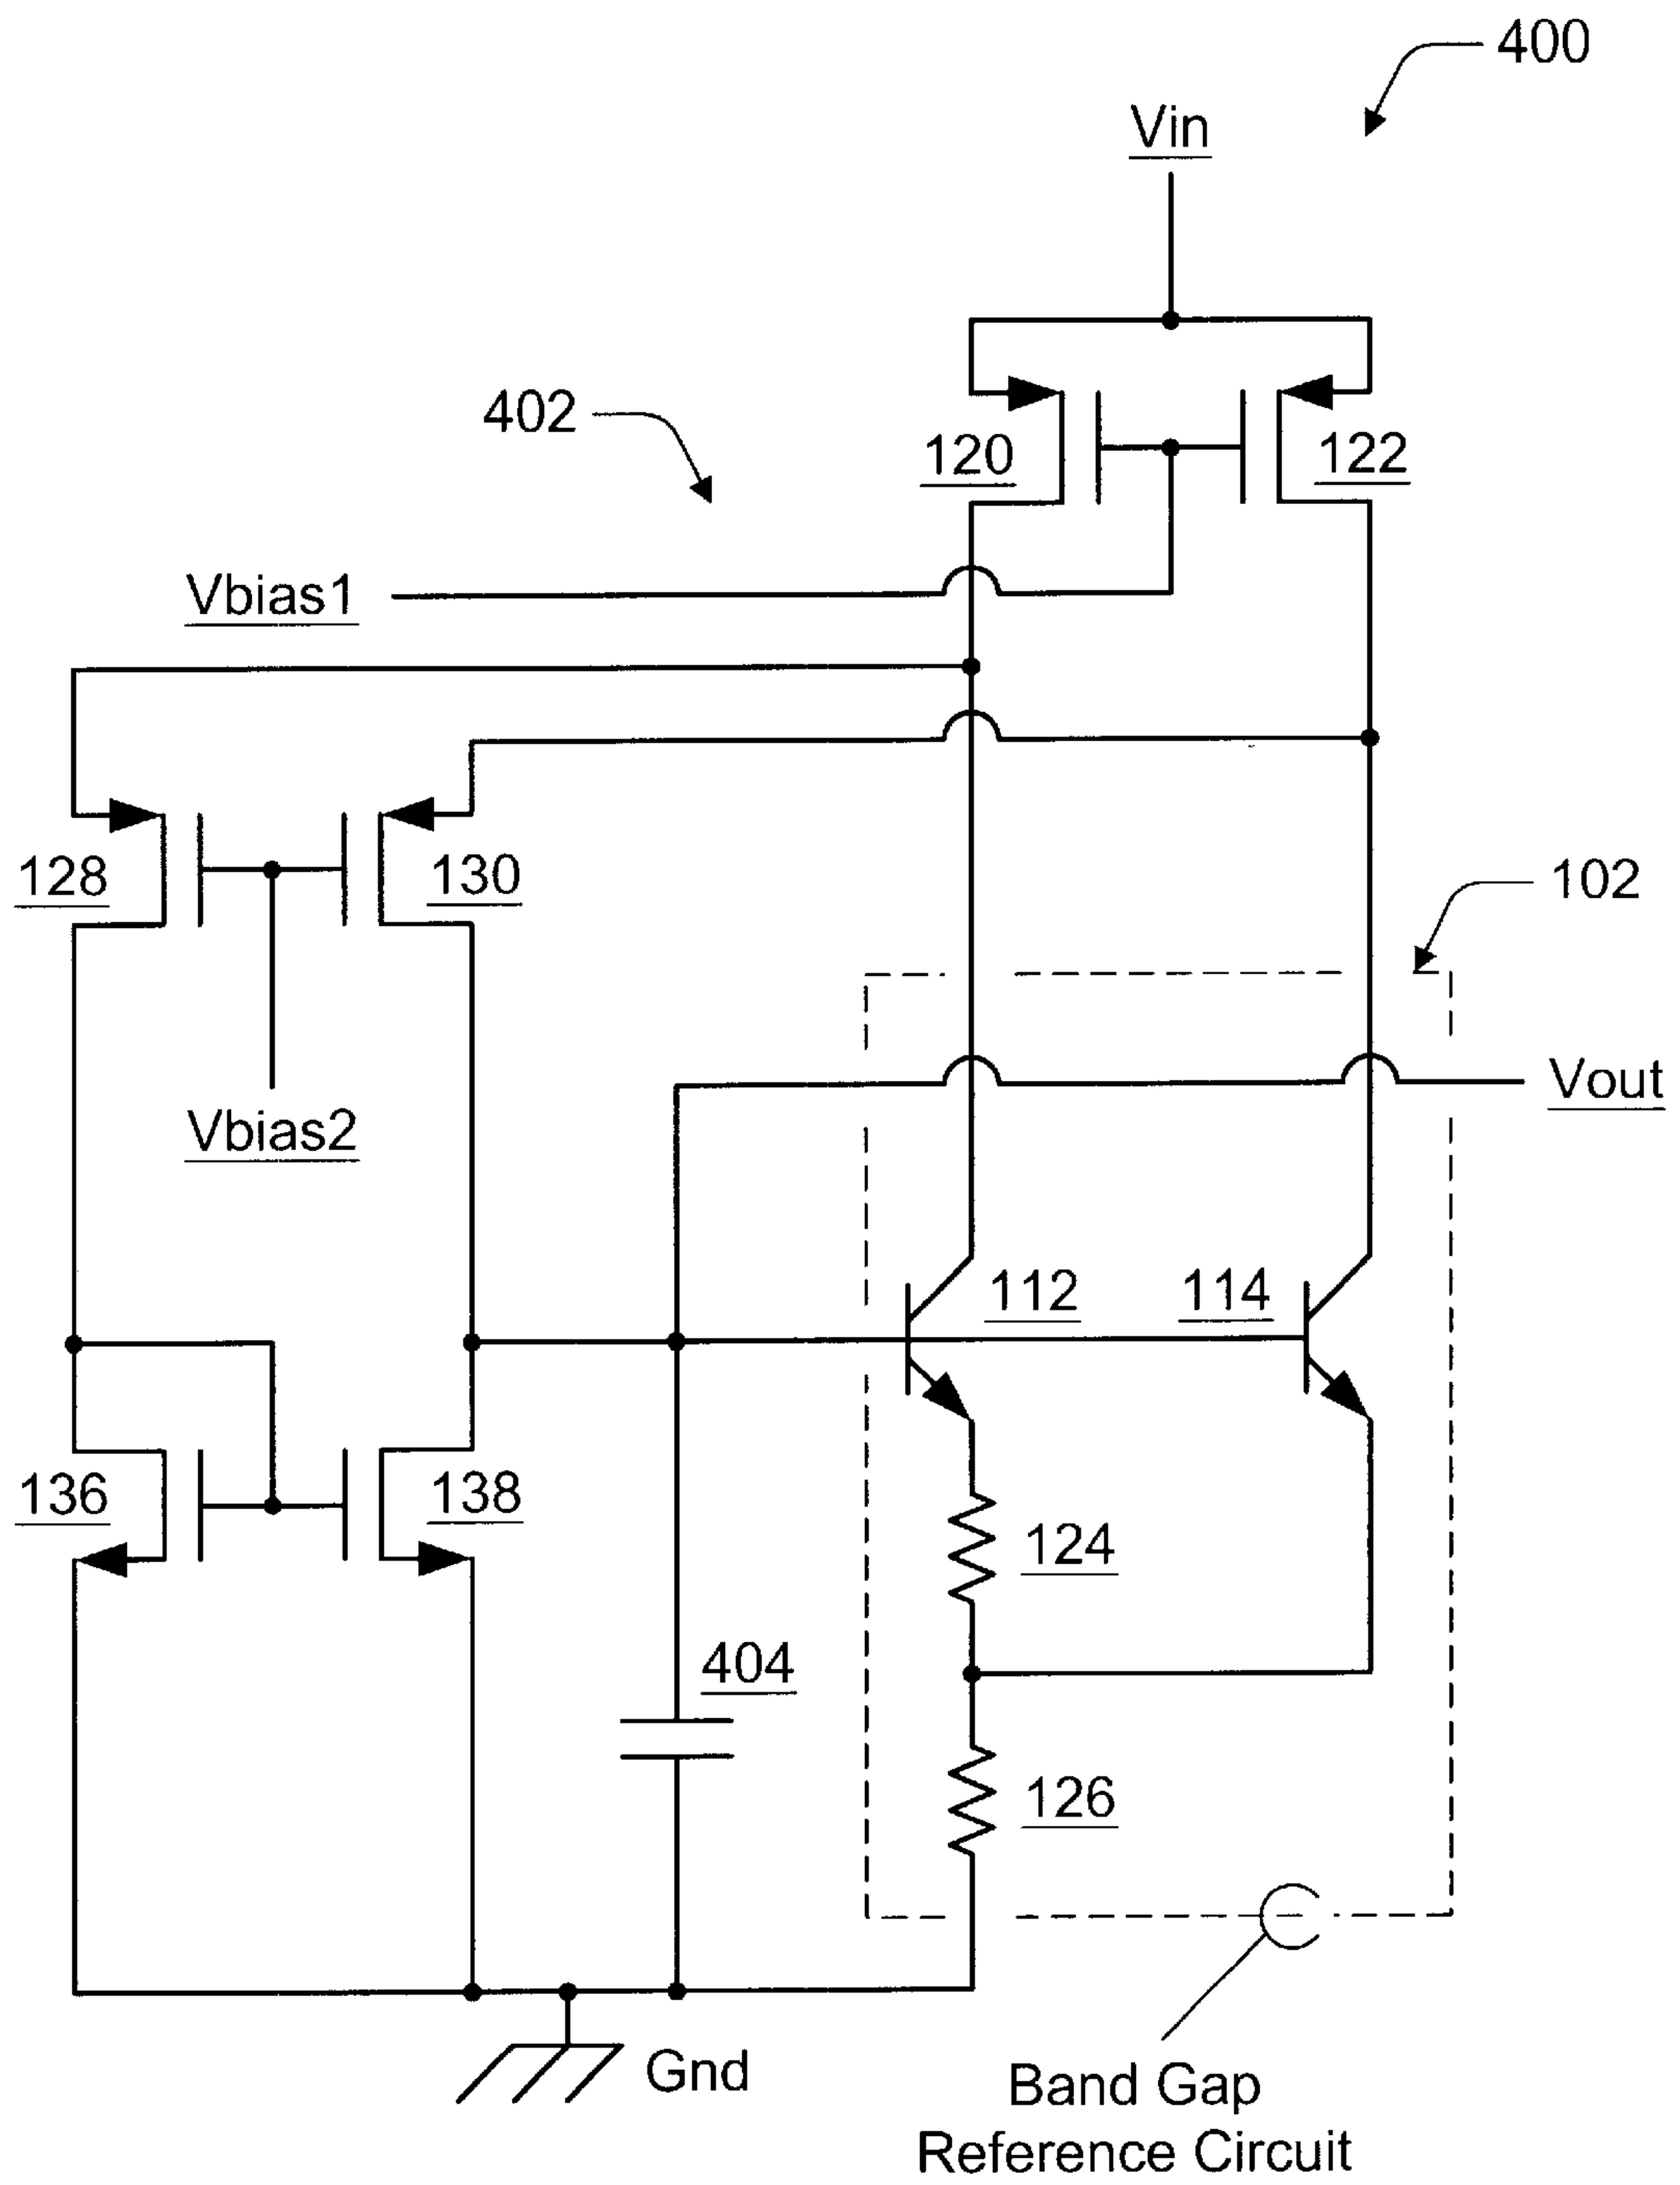 400
Vin
402
120
122
Vbias1
128
130
102
Vout
Vbias2
112
114
136
138
124
404
126
Gnd
Band Gap
Reference Circuit